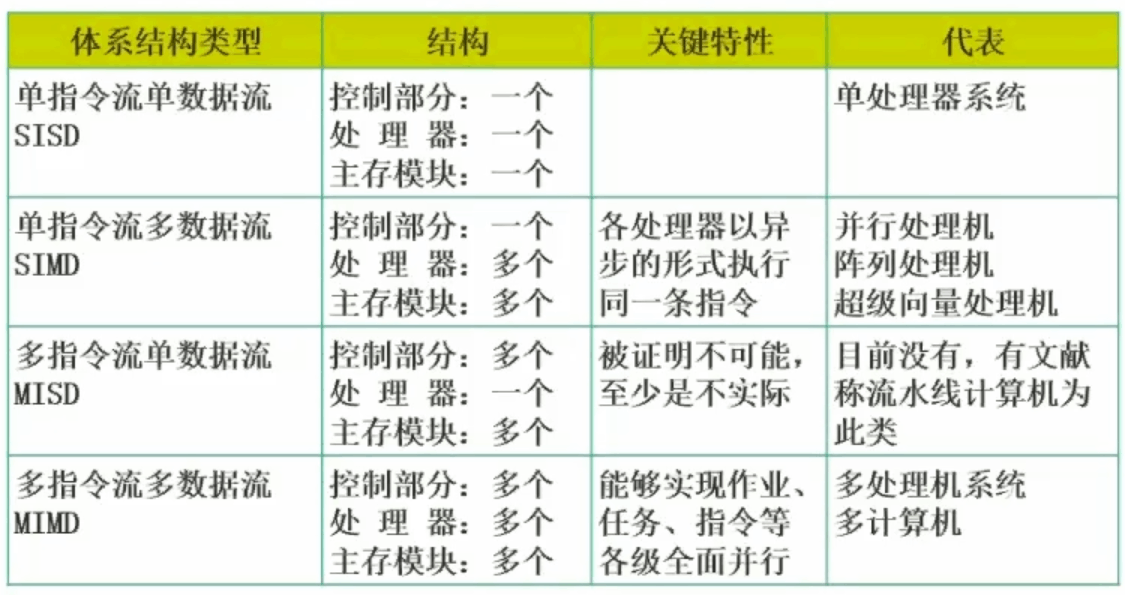 体系结构类型 结构 关键特性 代表
单指令流单数据流
SISD
控制部分：一个
处 理 器：一个
主存模块：一个
单处理器系统
单指令流多数据流
SIMD
控制部分：一个
处 理 器：多个
主存模块：多个
各处理器以异
步的形式执行
同一条指令
并行处理机
阵列处理机
超级向量处理机
多指令流单数据流
MISD
控制部分：多个
处 理 器：一个
主存模块：多个
被证明不可能，
至少是不实际
目前没有，有文献
称流水线计算机为
此类
多指令流多数据流
MIMD
控制部分：多个
处 理 器：多个
主存模块：多个
能够实现作业、
任务、指令等
各级全面并行
多处理机系统
多计算机